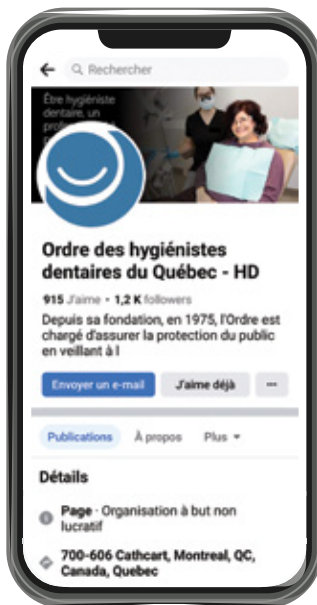 Rechercher
Être hygiéniste
dentaire, un
Ordre des hygiénistes
dentaires du Québec - HD
915 J'aime • 1,2 K followers
Depuis sa fondation, en 1975, l'Ordre est
chargé d'assurer la protection du public
en veillant à l
Envoyer un e-mail J'aime déjà ...
Publications À propos Plus
Détails
Page · Organisation à but non
lucratif
700-606 Cathcart, Montreal, QC,
Canada, Quebec